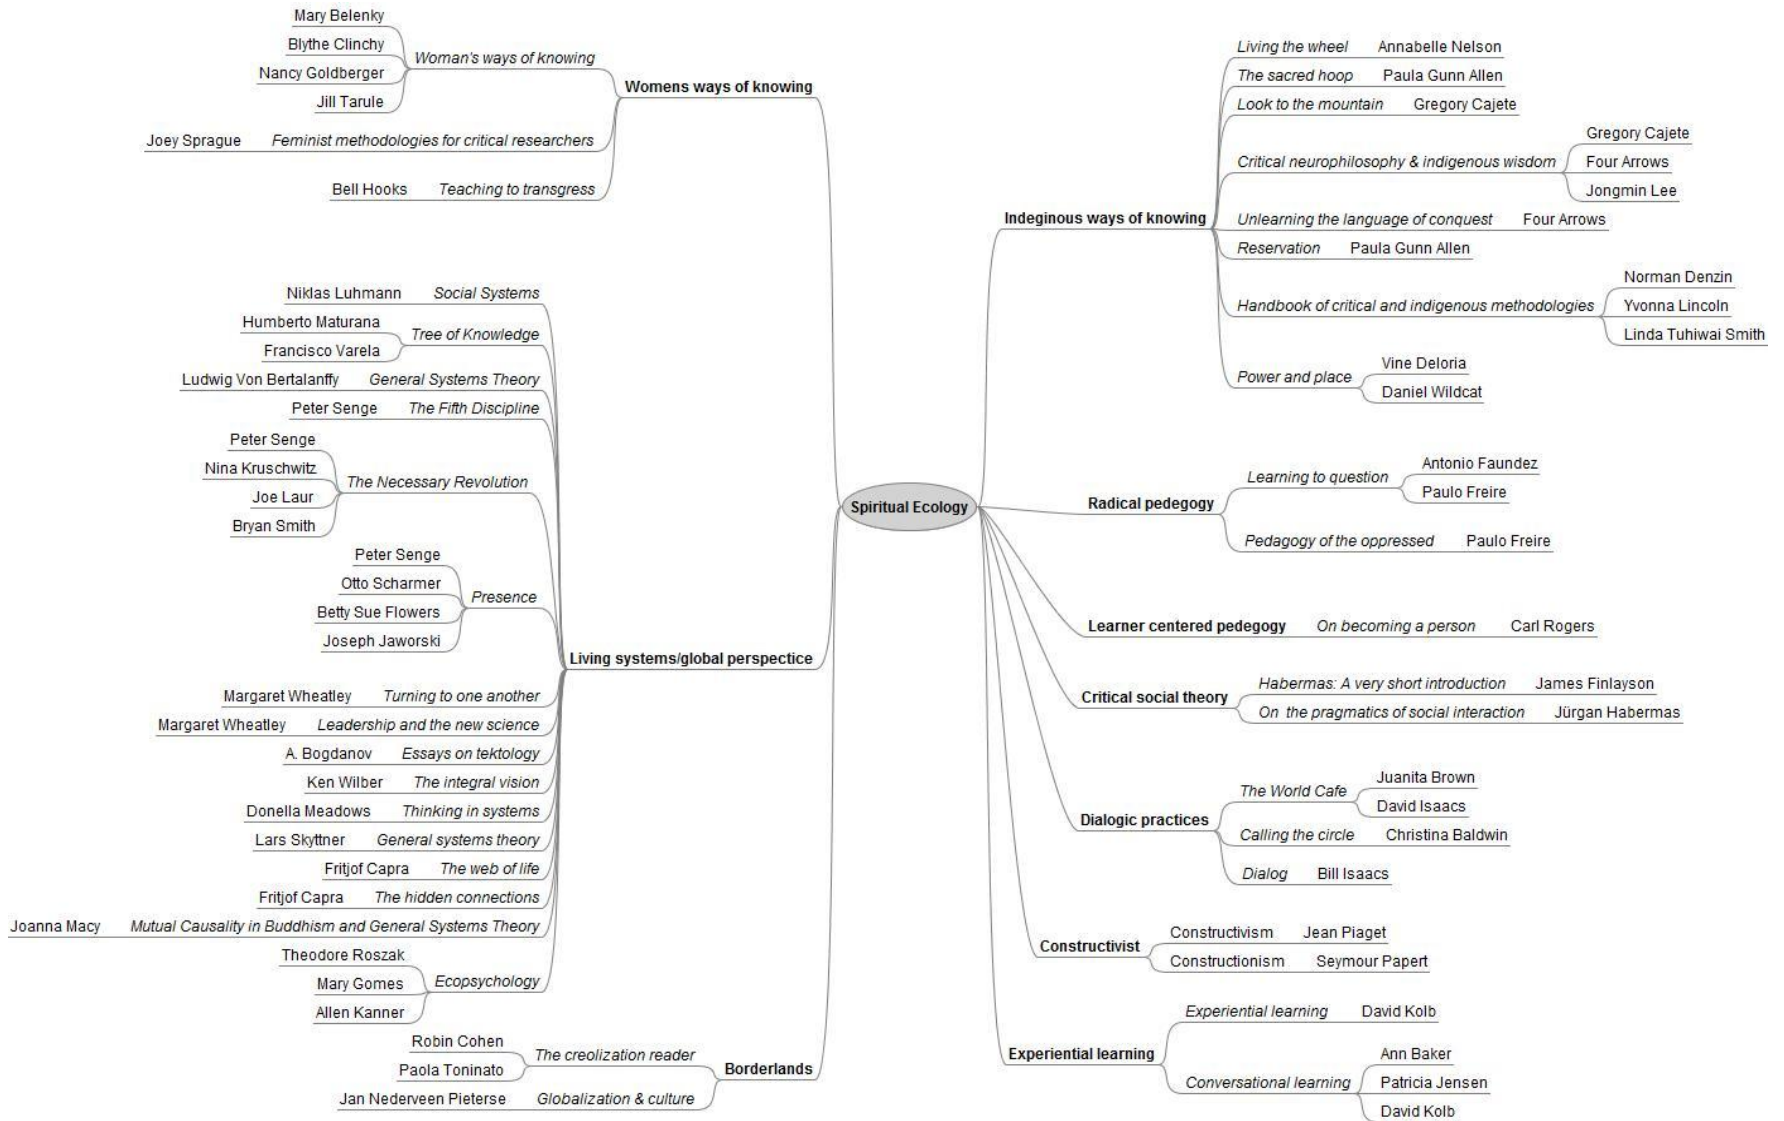 Spiritual Ecology
Womens ways of knowing
Woman's ways of knowing
Mary Belenky
Blythe Clinchy
Nancy Goldberger
Jill Tarule
Feminist methodologies for critical researchers
Joey Sprague
Teaching to transgress
Bell Hooks
Living systems/global perspectice
Social Systems
Niklas Luhmann
Tree of Knowledge
Humberto Maturana
Francisco Varela
General Systems Theory
Ludwig Von Bertalanffy
The Fifth Discipline
Peter Senge
The Necessary Revolution
Peter Senge
Nina Kruschwitz
Joe Laur
Bryan Smith
Presence
Peter Senge
Otto Scharmer
Betty Sue Flowers
Joseph Jaworski
Turning to one another
Margaret Wheatley
Leadership and the new science
Margaret Wheatley
Essays on tektology
A. Bogdanov
The integral vision
Ken Wilber
Thinking in systems
Donella Meadows
General systems theory
Lars Skyttner
The web of life
Fritjof Capra
The hidden connections
Fritjof Capra
Mutual Causality in Buddhism and General Systems Theory
Joanna Macy
Ecopsychology
Theodore Roszak
Mary Gomes
Allen Kanner
Borderlands
The creolization reader
Robin Cohen
Paola Toninato
Globalization & culture
Jan Nederveen Pieterse
Indeginous ways of knowing
Living the wheel
Annabelle Nelson
The sacred hoop
Paula Gunn Allen
Look to the mountain
Gregory Cajete
Critical neurophilosophy & indigenous wisdom
Gregory Cajete
Four Arrows
Jongmin Lee
Unlearning the language of conquest
Four Arrows
Reservation
Paula Gunn Allen
Handbook of critical and indigenous methodologies
Norman Denzin
Yvonna Lincoln
Linda Tuhiwai Smith
Power and place
Vine Deloria
Daniel Wildcat
Radical pedegogy
Learning to question
Antonio Faundez
Paulo Freire
Pedagogy of the oppressed
Paulo Freire
Learner centered pedegogy
On becoming a person
Carl Rogers
Critical social theory
Habermas: A very short introduction
James Finlayson
On the pragmatics of social interaction
Jürgan Habermas
Dialogic practices
The World Cafe
Juanita Brown
David Isaacs
Calling the circle
Christina Baldwin
Dialog
Bill Isaacs
Constructivist
Constructivism
Jean Piaget
Constructionism
Seymour Papert
Experiential learning
Experiential learning
David Kolb
Conversational learning
Ann Baker
Patricia Jensen
David Kolb